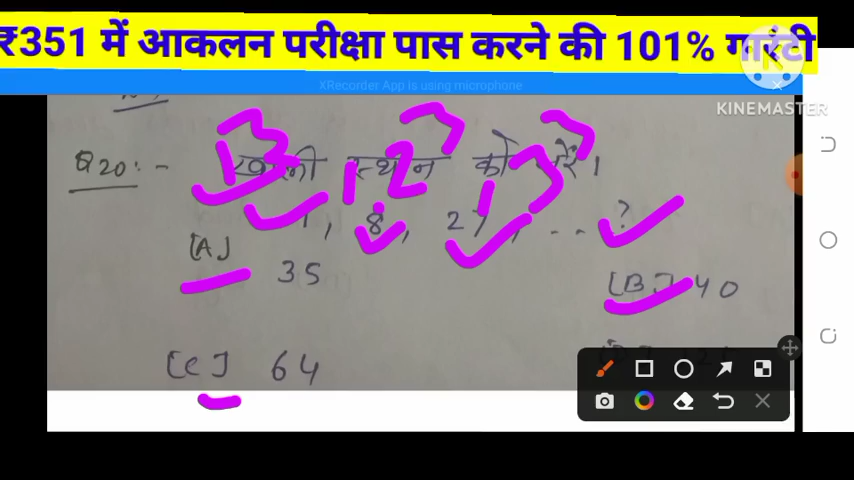 ₹351 में आकलन परीक्षा पास करने की 101% गारंटी
XRecorder App is using microphone
KINEMASTER
Q20:- खाली स्थान को भरें।
1, 8, 27, ... ?
[A] 35
[B] 40
[C] 64